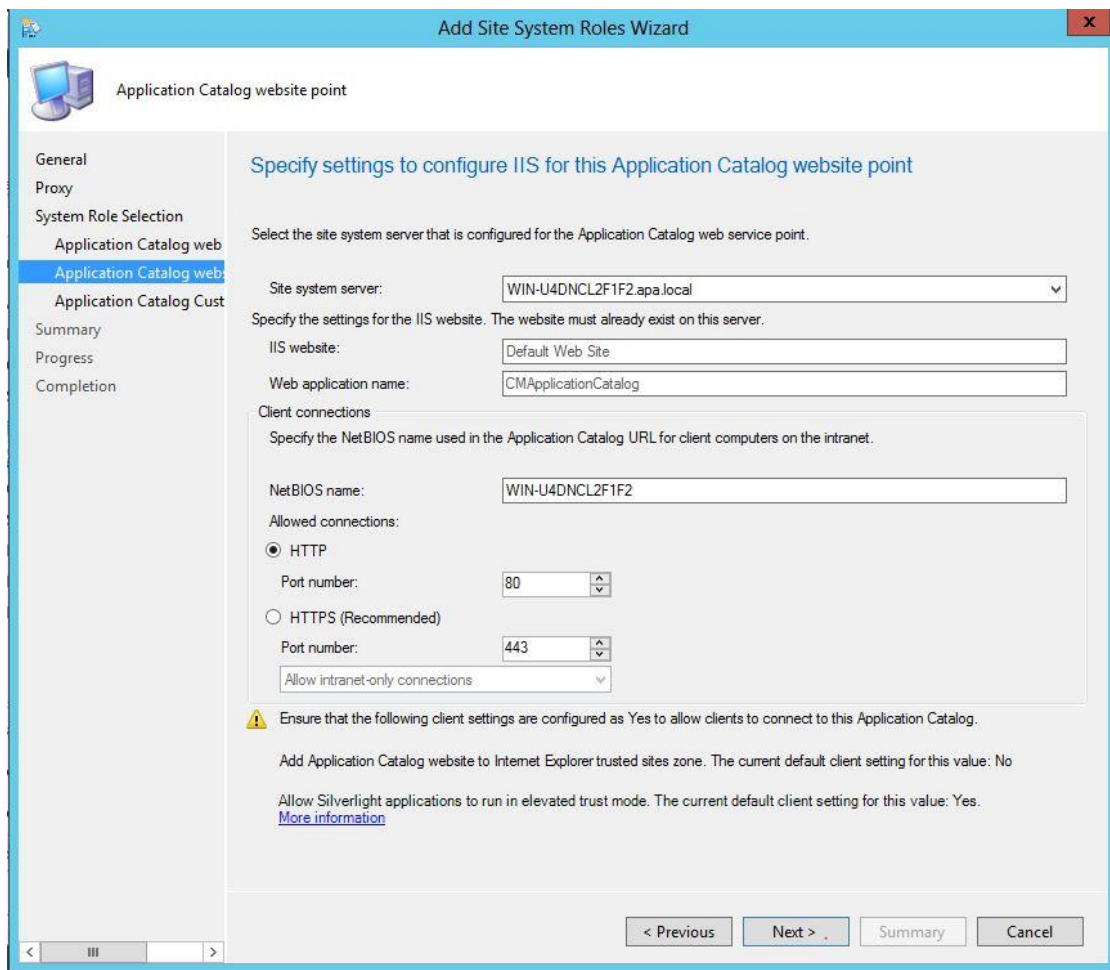 Add Site System Roles Wizard
x
Application Catalog website point
General
Proxy
System Role Selection
Application Catalog web
Application Catalog webs
Application Catalog Cust
Summary
Progress
Completion
Specify settings to configure IIS for this Application Catalog website point
Select the site system server that is configured for the Application Catalog web service point.
Site system server: WIN-U4DNCL2F1F2.apa.local
Specify the settings for the IIS website. The website must already exist on this server.
IIS website: Default Web Site
Web application name: CMApplicationCatalog
Client connections
Specify the NetBIOS name used in the Application Catalog URL for client computers on the intranet.
NetBIOS name: WIN-U4DNCL2F1F2
Allowed connections:
HTTP
Port number: 80
HTTPS (Recommended)
Port number: 443
Allow intranet-only connections
Ensure that the following client settings are configured as Yes to allow clients to connect to this Application Catalog.
Add Application Catalog website to Internet Explorer trusted sites zone. The current default client setting for this value: No
Allow Silverlight applications to run in elevated trust mode. The current default client setting for this value: Yes.
More information
< Previous Next > Summary Cancel